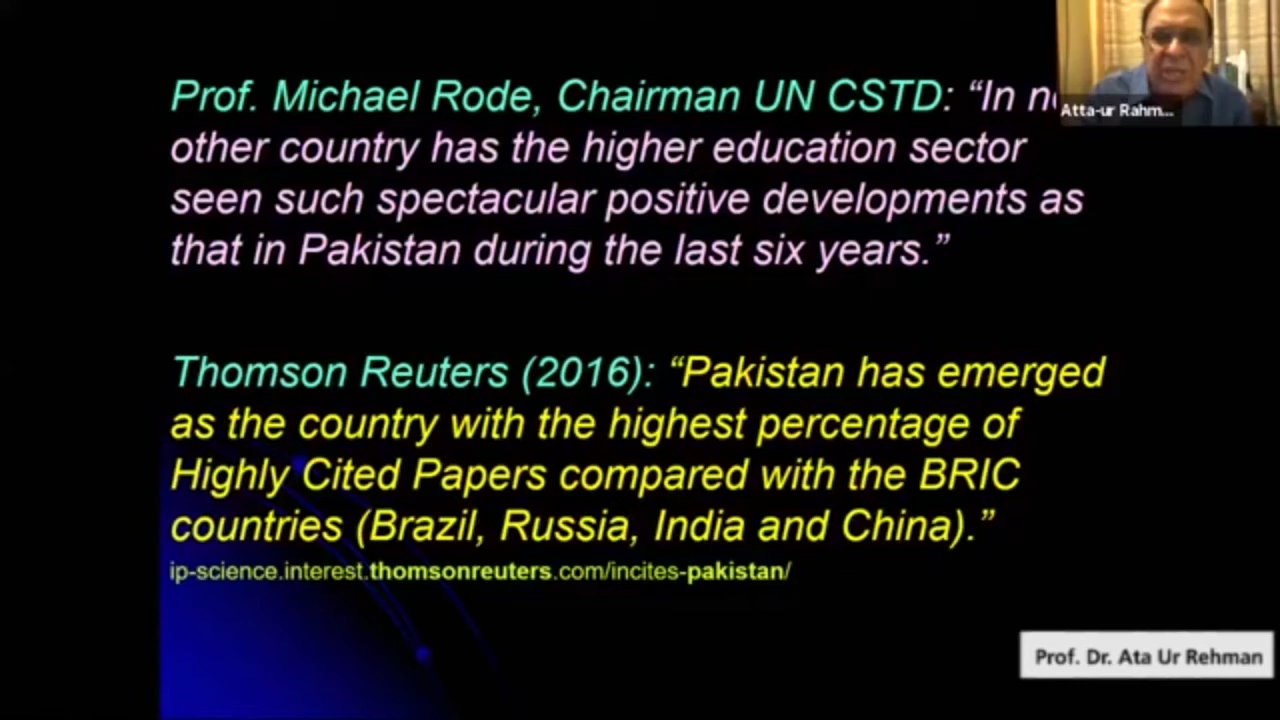 Prof. Michael Rode, Chairman UN CSTD: “In
Atta-ur Rahm...
other country has the higher education sector
seen such spectacular positive developments as
that in Pakistan during the last six years.”
Thomson Reuters (2016): “Pakistan has emerged
as the country with the highest percentage of
Highly Cited Papers compared with the BRIC
countries (Brazil, Russia, India and China).”
ip-science.interest.thomsonreuters.com/incites-pakistan/
Prof. Dr. Ata Ur Rehman